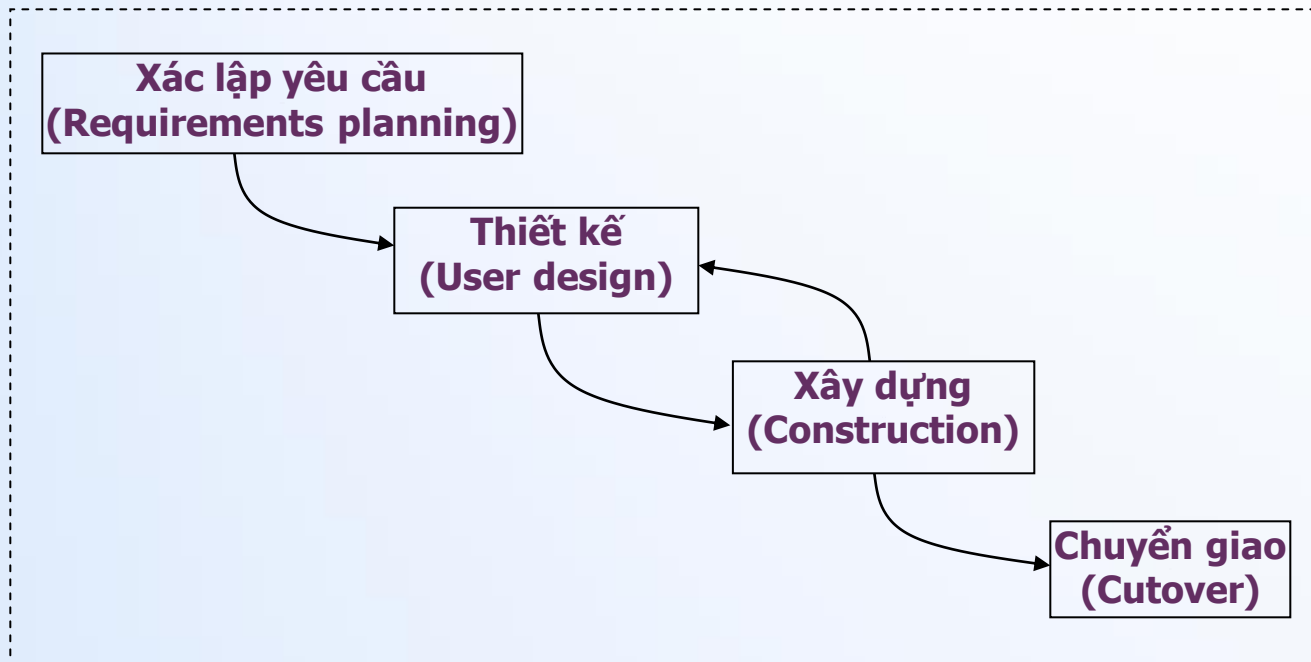 Xác lập yêu cầu
(Requirements planning)
Thiết kế
(User design)
Xây dựng
(Construction)
Chuyển giao
(Cutover)